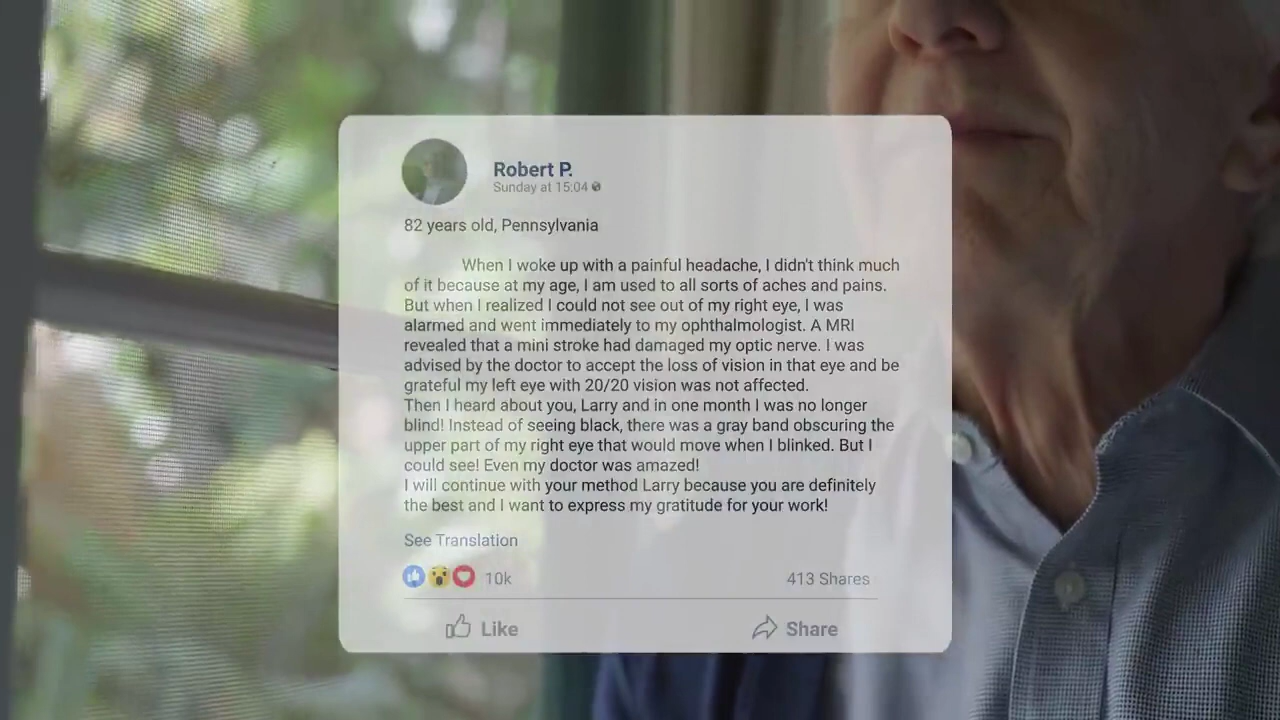 Robert P.
Sunday at 15:04
82 years old, Pennsylvania
When I woke up with a painful headache, I didn't think much
of it because at my age, I am used to all sorts of aches and pains.
But when I realized I could not see out of my right eye, I was
alarmed and went immediately to my ophthalmologist. A MRI
revealed that a mini stroke had damaged my optic nerve. I was
advised by the doctor to accept the loss of vision in that eye and be
grateful my left eye with 20/20 vision was not affected.
Then I heard about you, Larry and in one month I was no longer
blind! Instead of seeing black, there was a gray band obscuring the
upper part of my right eye that would move when I blinked. But I
could see! Even my doctor was amazed!
I will continue with your method Larry because you are definitely
the best and I want to express my gratitude for your work!
See Translation
10k 413 Shares
Like Share